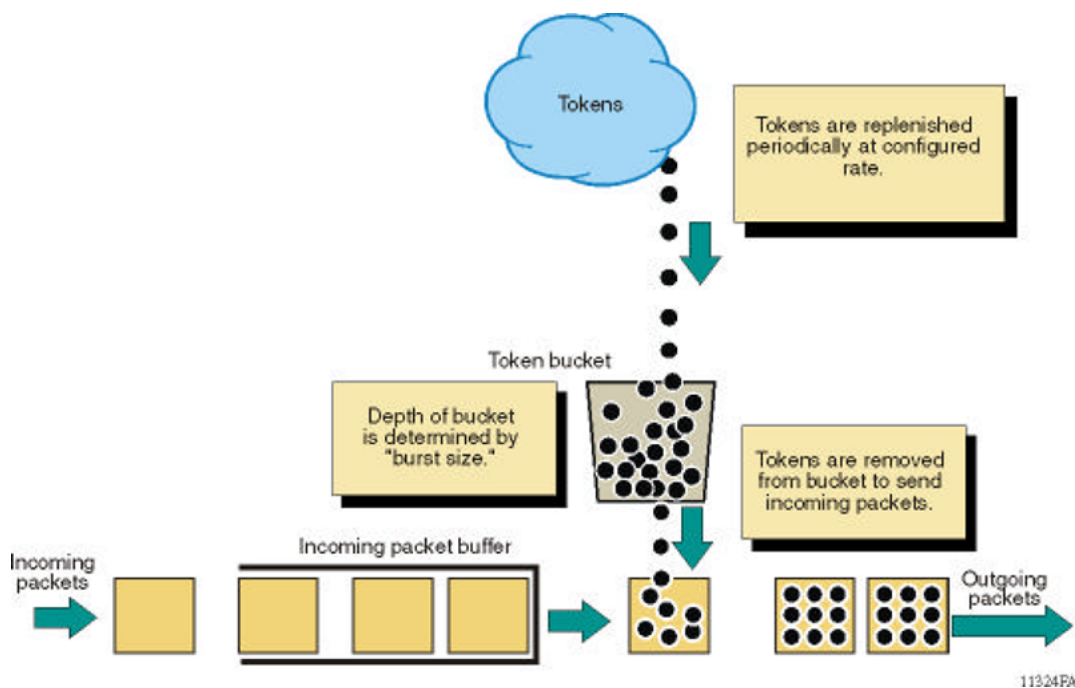 Tokens
Tokens are replenished
periodically at configured
rate.
Token bucket
Depth of bucket
is determined by
"burst size."
Tokens are removed
from bucket to send
incoming packets.
Incoming packet buffer
Incoming
packets
Outgoing
packets
11324PA